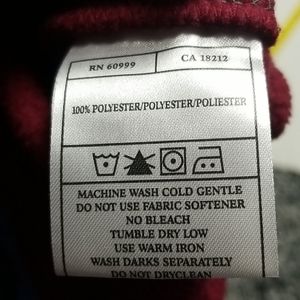 RN 60999 CA 18212
100% POLYESTER/POLYESTER/POLIESTER
MACHINE WASH COLD GENTLE
DO NOT USE FABRIC SOFTENER
NO BLEACH
TUMBLE DRY LOW
USE WARM IRON
WASH DARKS SEPARATELY
DO NOT DRYCLEAN